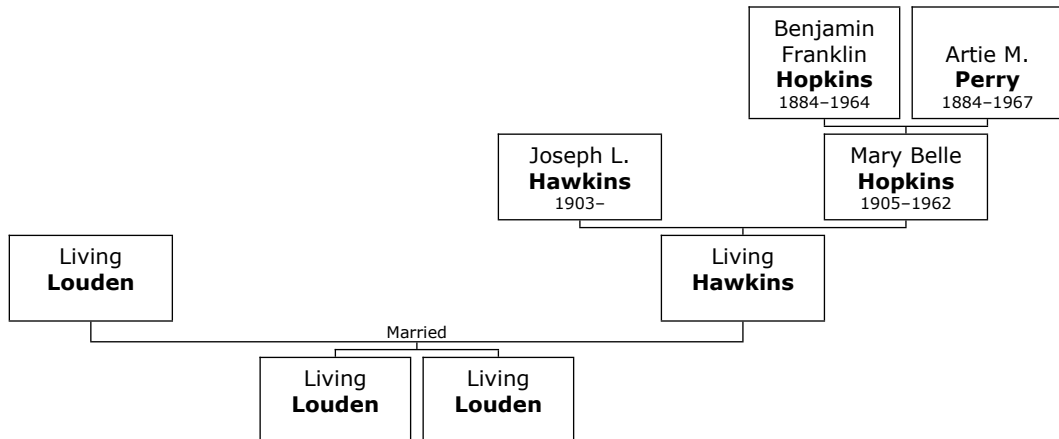 Benjamin
Franklin
Hopkins
1884–1964
Artie M.
Perry
1884–1967
Joseph L.
Hawkins
1903–
Mary Belle
Hopkins
1905–1962
Living
Louden
Living
Hawkins
Married
Living
Louden
Living
Louden